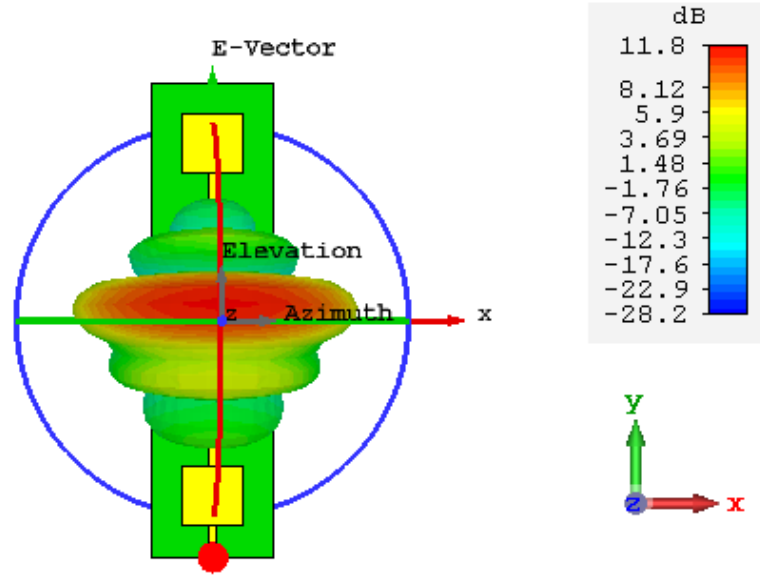 dB
11.8
8.12
5.9
3.69
1.48
-1.76
-7.05
-12.3
-17.6
-22.9
-28.2
E-Vector
Elevation
z Azimuth x
y
z x